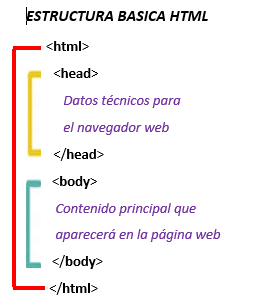 ESTRUCTURA BASICA HTML
<html>
<head>
Datos técnicos para
el navegador web
</head>
<body>
Contenido principal que
aparecerá en la página web
</body>
</html>